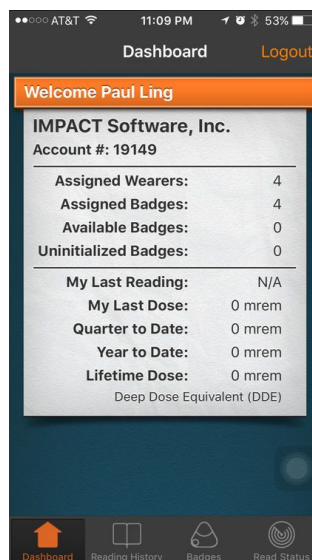 ●●○○○ AT&T 11:09 PM 53%
Dashboard Logout
Welcome Paul Ling
IMPACT Software, Inc.
Account #: 19149
Assigned Wearers: 4
Assigned Badges: 4
Available Badges: 0
Uninitialized Badges: 0
My Last Reading: N/A
My Last Dose: 0 mrem
Quarter to Date: 0 mrem
Year to Date: 0 mrem
Lifetime Dose: 0 mrem
Deep Dose Equivalent (DDE)
Dashboard Reading History Badges Read Status